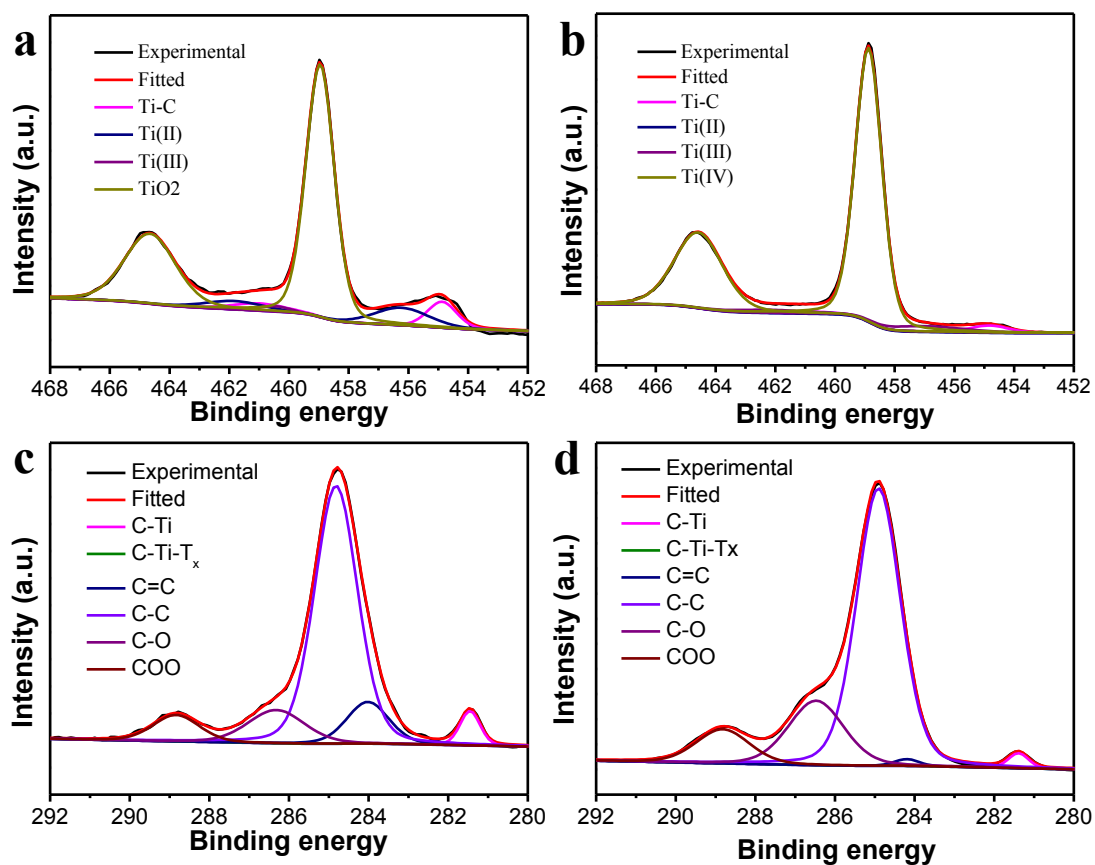 a
Experimental
Fitted
Ti-C
Ti(II)
Ti(III)
TiO2
Intensity (a.u.)
468 466 464 462 460 458 456 454 452
Binding energy
b
Experimental
Fitted
Ti-C
Ti(II)
Ti(III)
Ti(IV)
Intensity (a.u.)
468 466 464 462 460 458 456 454 452
Binding energy
c
Experimental
Fitted
C-Ti
C-Ti-Tx
C=C
C-C
C-O
COO
Intensity (a.u.)
292 290 288 286 284 282 280
Binding energy
d
Experimental
Fitted
C-Ti
C-Ti-Tx
C=C
C-C
C-O
COO
Intensity (a.u.)
292 290 288 286 284 282 280
Binding energy